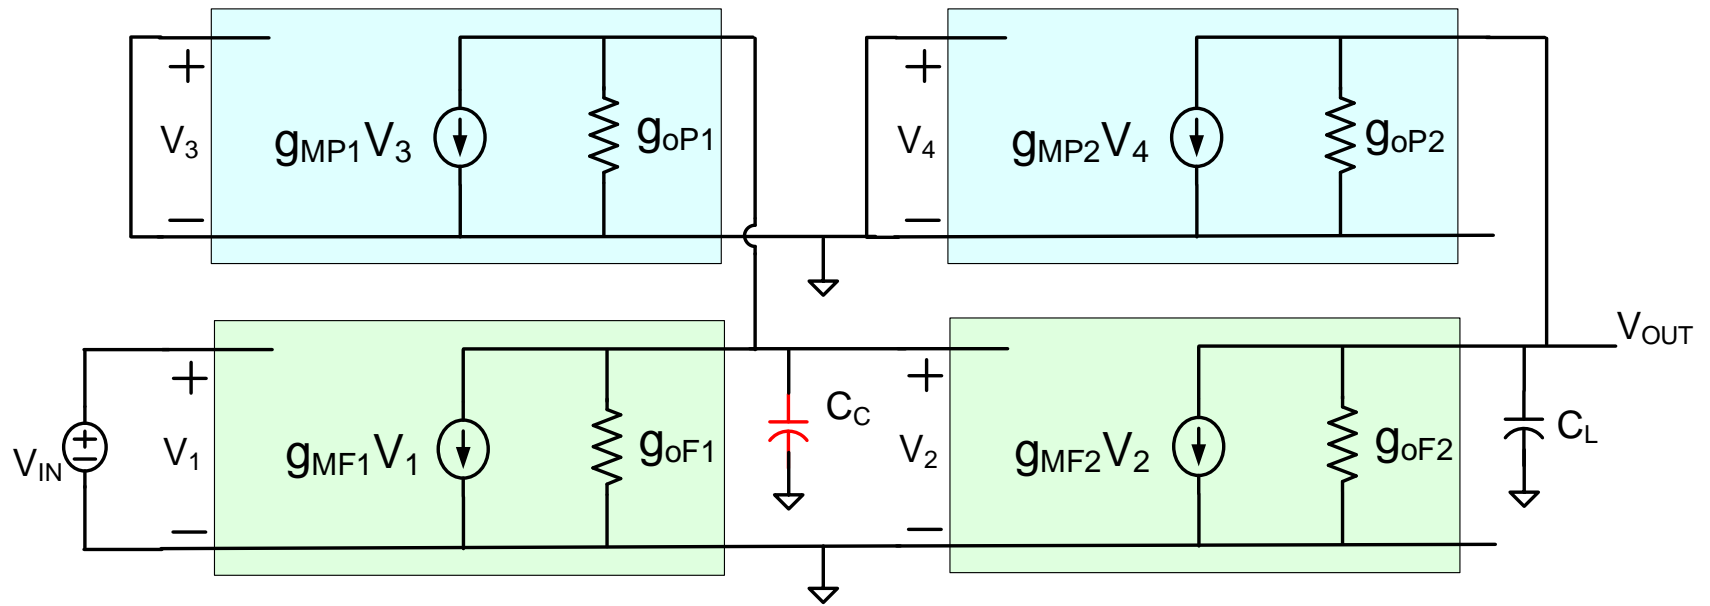 + +
V3 gMP1V3 goP1 V4 gMP2V4 goP2
− −
VOUT
+ + +
CC CL
VIN V1 gMF1V1 goF1 V2 gMF2V2 goF2
−
− −